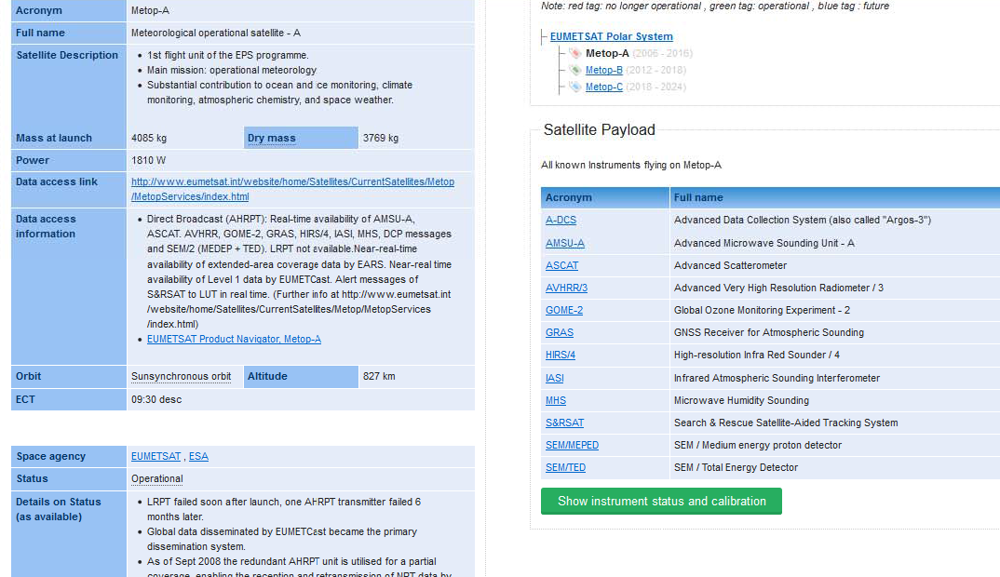 Acronym Metop-A
Full name Meteorological operational satellite - A
Satellite Description • 1st flight unit of the EPS programme.
• Main mission: operational meteorology
• Substantial contribution to ocean and ice monitoring, climate
monitoring, atmospheric chemistry, and space weather.
Mass at launch 4085 kg Dry mass 3769 kg
Power 1810 W
Data access link http://www.eumetsat.int/website/home/Satellites/CurrentSatellites/Metop
/MetopServices/index.html
Data access • Direct Broadcast (AHRPT): Real-time availability of AMSU-A,
information ASCAT. AVHRR, GOME-2, GRAS, HIRS/4, IASI, MHS, DCP messages
and SEM/2 (MEDEP + TED). LRPT not available.Near-real-time
availability of extended-area coverage data by EARS. Near-real time
availability of Level 1 data by EUMETCast. Alert messages of
S&RSAT to LUT in real time. (Further info at http://www.eumetsat.int
/website/home/Satellites/CurrentSatellites/Metop/MetopServices
/index.html)
• EUMETSAT Product Navigator, Metop-A
Orbit Sunsynchronous orbit Altitude 827 km
ECT 09:30 desc
Space agency EUMETSAT , ESA
Status Operational
Details on Status • LRPT failed soon after launch, one AHRPT transmitter failed 6
(as available) months later.
• Global data disseminated by EUMETCast became the primary
dissemination system.
• As of Sept 2008 the redundant AHRPT unit is utilised for a partial
coverage, enabling the reception and retransmission of NRT data by
Note: red tag: no longer operational , green tag: operational , blue tag : future
EUMETSAT Polar System
Metop-A (2006 - 2016)
Metop-B (2012 - 2018)
Metop-C (2018 - 2024)
Satellite Payload
All known Instruments flying on Metop-A
Acronym Full name
A-DCS Advanced Data Collection System (also called "Argos-3")
AMSU-A Advanced Microwave Sounding Unit - A
ASCAT Advanced Scatterometer
AVHRR/3 Advanced Very High Resolution Radiometer / 3
GOME-2 Global Ozone Monitoring Experiment - 2
GRAS GNSS Receiver for Atmospheric Sounding
HIRS/4 High-resolution Infra Red Sounder / 4
IASI Infrared Atmospheric Sounding Interferometer
MHS Microwave Humidity Sounding
S&RSAT Search & Rescue Satellite-Aided Tracking System
SEM/MEPED SEM / Medium energy proton detector
SEM/TED SEM / Total Energy Detector
Show instrument status and calibration